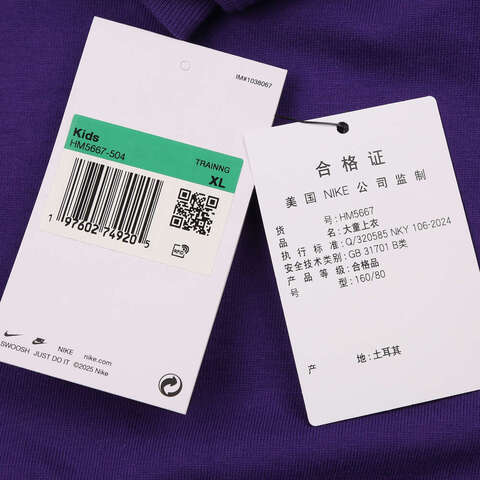 IM#1038067
Kids
HM5667-504
TRAINNG
XL
1 97602 74920 5
RFID
NIKE nike.com
SWOOSH JUST DO IT ©2025 Nike
合格证
美国 NIKE 公司监制
货 号: HM5667
品 名: 大童上衣
执行标准: Q/320585 NKY 106-2024
安全技术类别: GB 31701 B类
产品等级: 合格品
号 型: 160/80
产 地: 土耳其